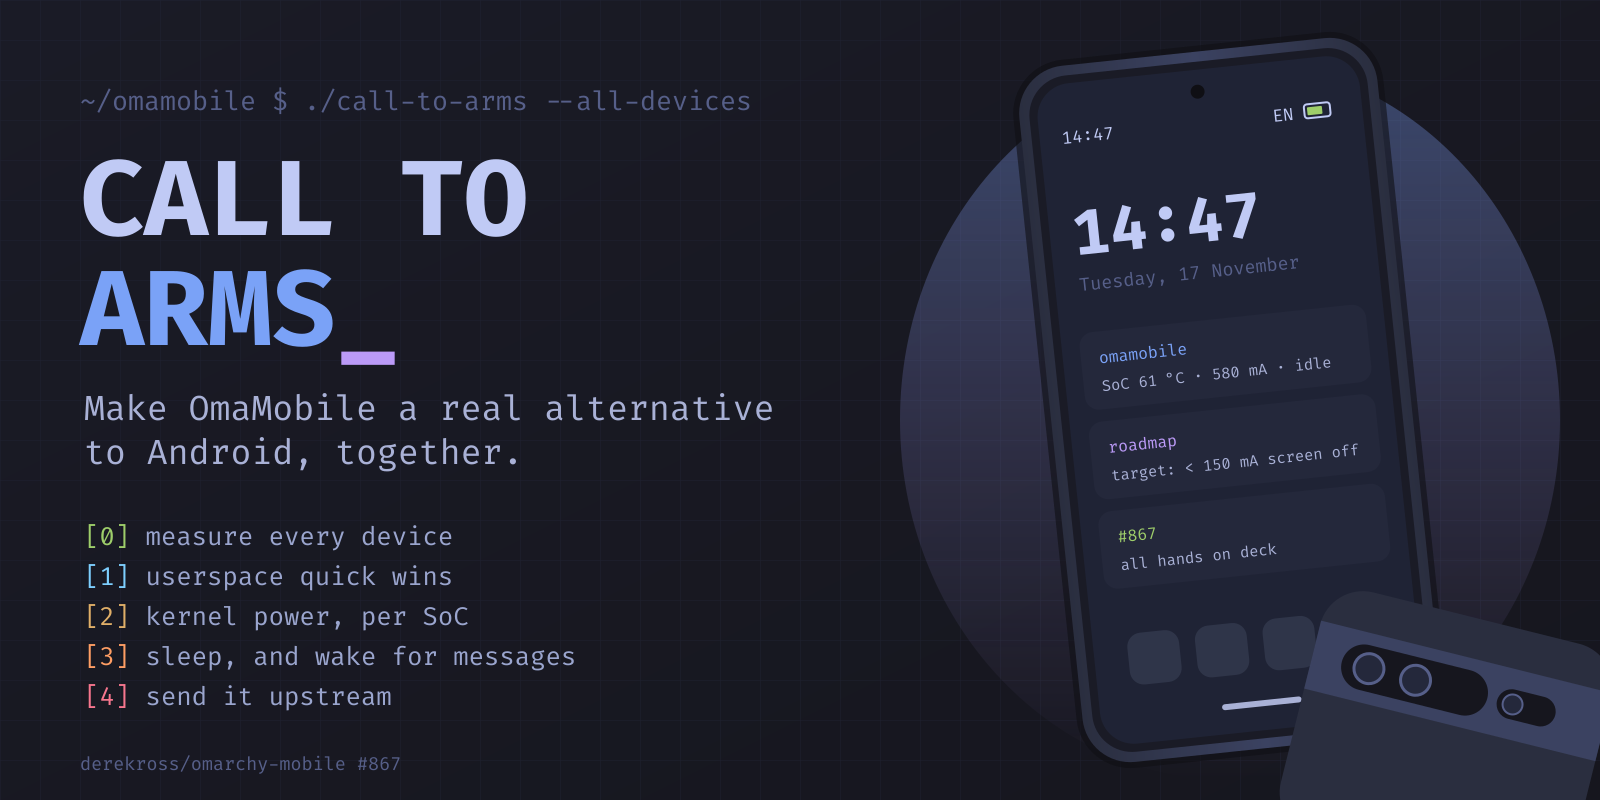 ~/omamobile $ ./call-to-arms --all-devices
CALL TO
ARMS_
Make OmaMobile a real alternative
to Android, together.
[0] measure every device
[1] userspace quick wins
[2] kernel power, per SoC
[3] sleep, and wake for messages
[4] send it upstream
derekross/omarchy-mobile #867
14:47
EN
14:47
Tuesday, 17 November
omamobile
SoC 61 °C · 580 mA · idle
roadmap
target: < 150 mA screen off
#867
all hands on deck